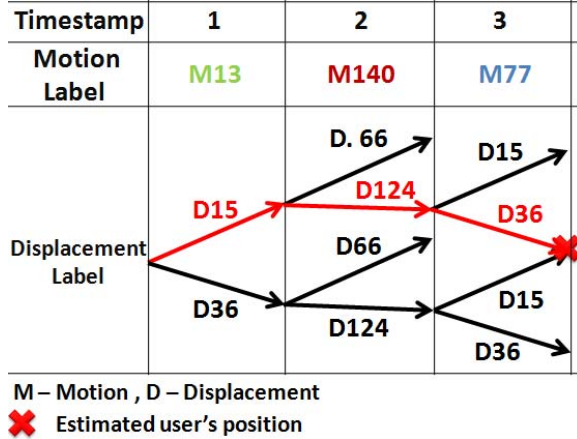 Timestamp 1 2 3
Motion Label M13 M140 M77
D. 66
D15
D124
D15
D36
Displacement Label
D66
D36
D124
D15
D36
M – Motion , D – Displacement
Estimated user's position